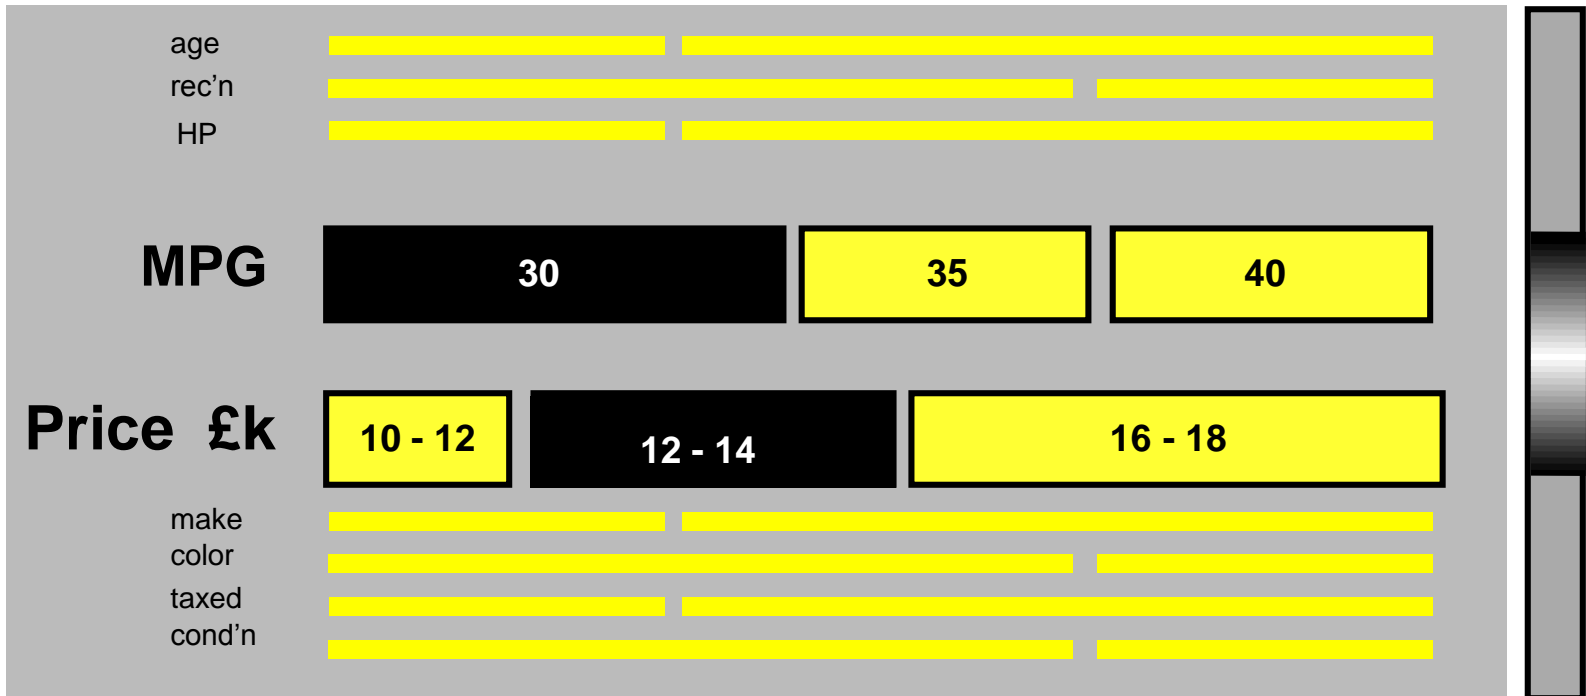 age
rec’n
HP
MPG 30 35 40
Price £k 10 - 12 12 - 14 16 - 18
make
color
taxed
cond’n